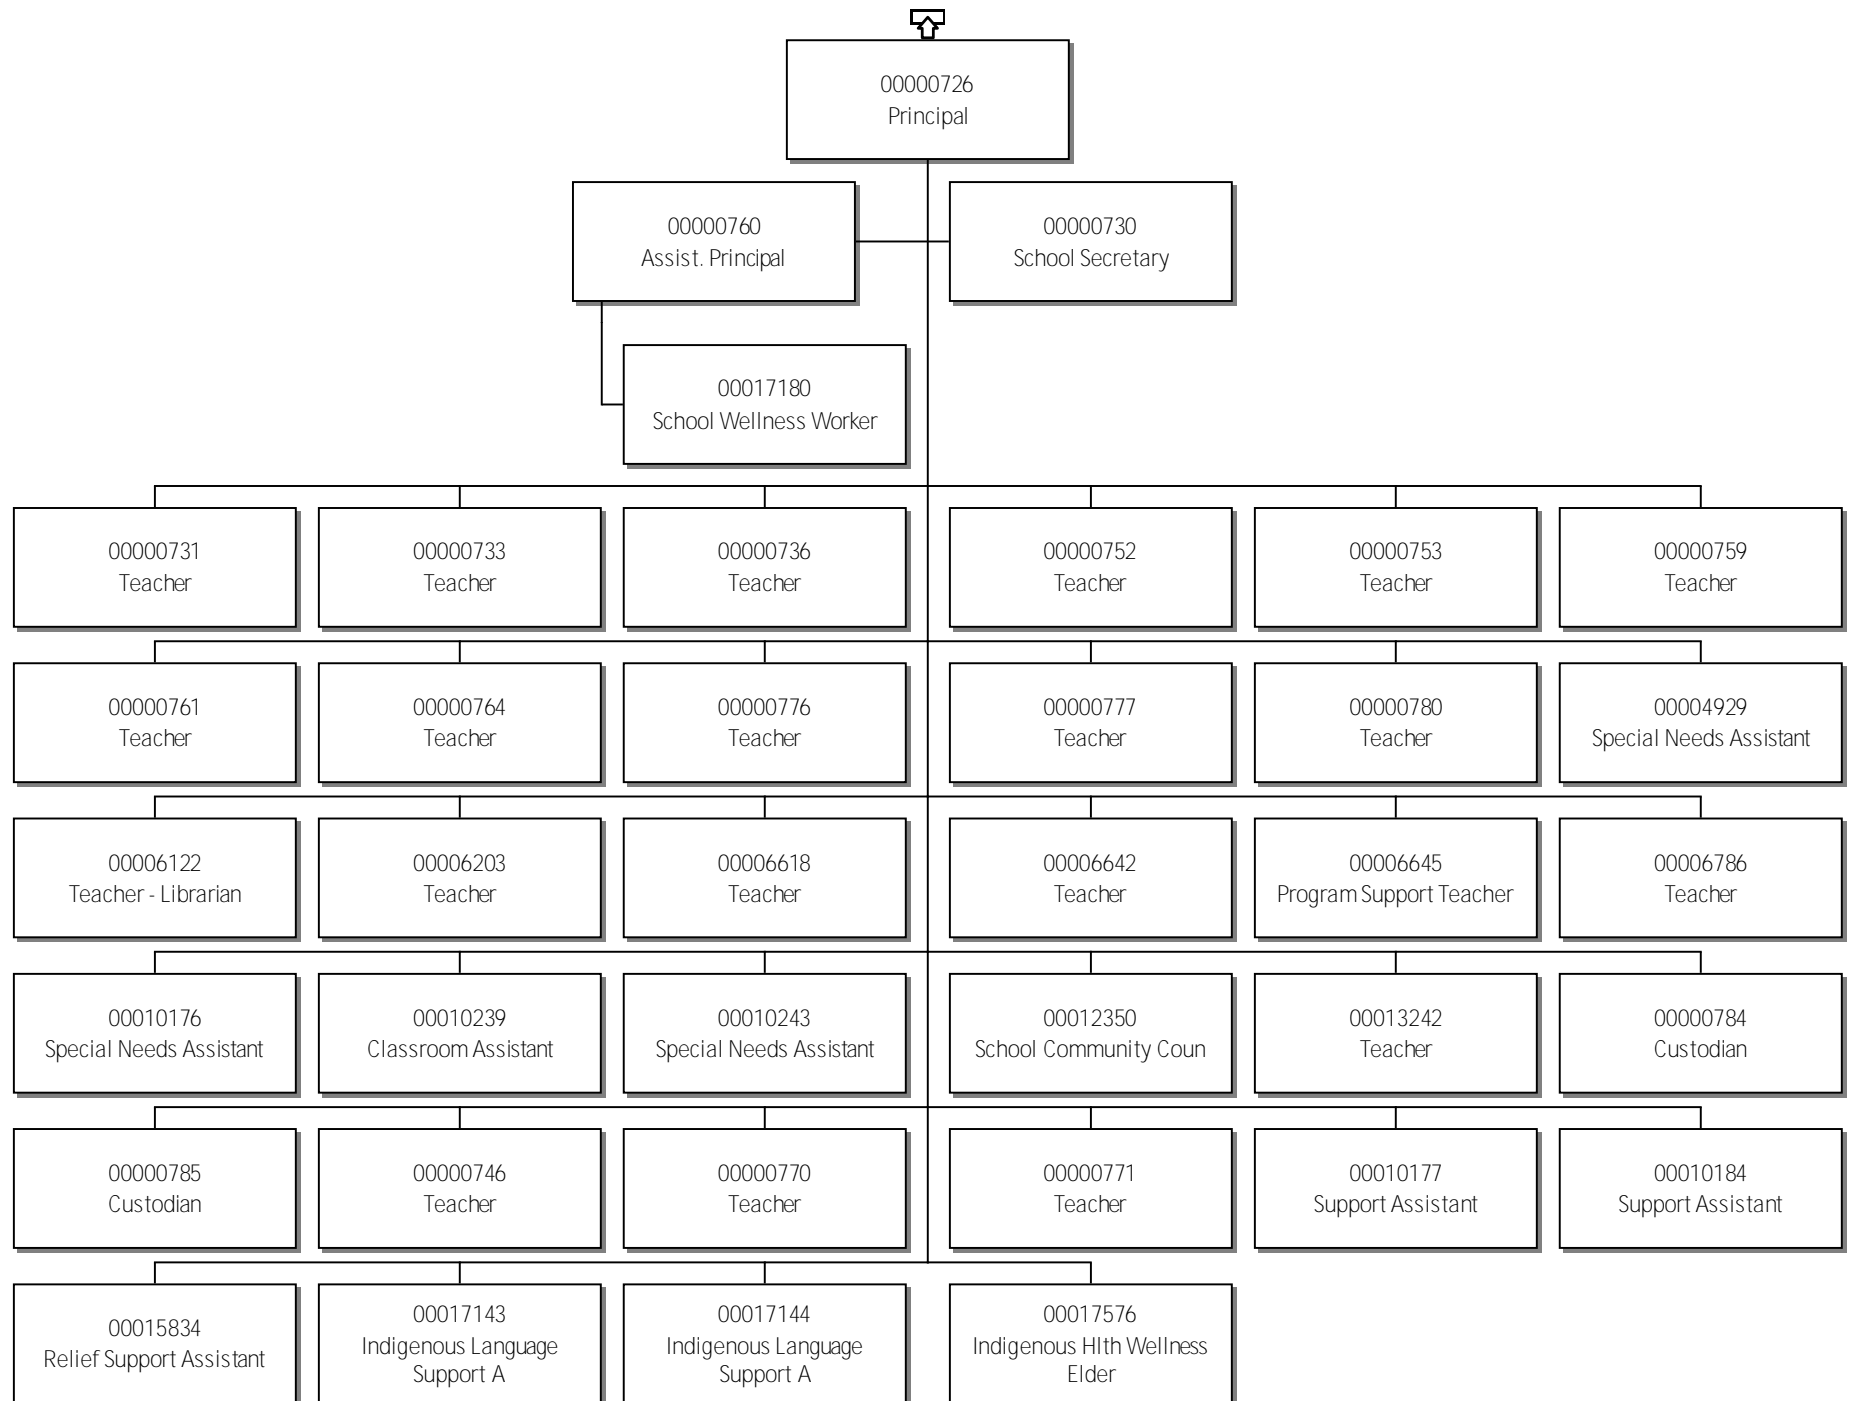 00000726
Principal
00000760
Assist. Principal
00000730
School Secretary
00017180
School Wellness Worker
00000731
Teacher
00000733
Teacher
00000736
Teacher
00000752
Teacher
00000753
Teacher
00000759
Teacher
00000761
Teacher
00000764
Teacher
00000776
Teacher
00000777
Teacher
00000780
Teacher
00004929
Special Needs Assistant
00006122
Teacher - Librarian
00006203
Teacher
00006618
Teacher
00006642
Teacher
00006645
Program Support Teacher
00006786
Teacher
00010176
Special Needs Assistant
00010239
Classroom Assistant
00010243
Special Needs Assistant
00012350
School Community Coun
00013242
Teacher
00000784
Custodian
00000785
Custodian
00000746
Teacher
00000770
Teacher
00000771
Teacher
00010177
Support Assistant
00010184
Support Assistant
00015834
Relief Support Assistant
00017143
Indigenous Language
Support A
00017144
Indigenous Language
Support A
00017576
Indigenous Hlth Wellness
Elder